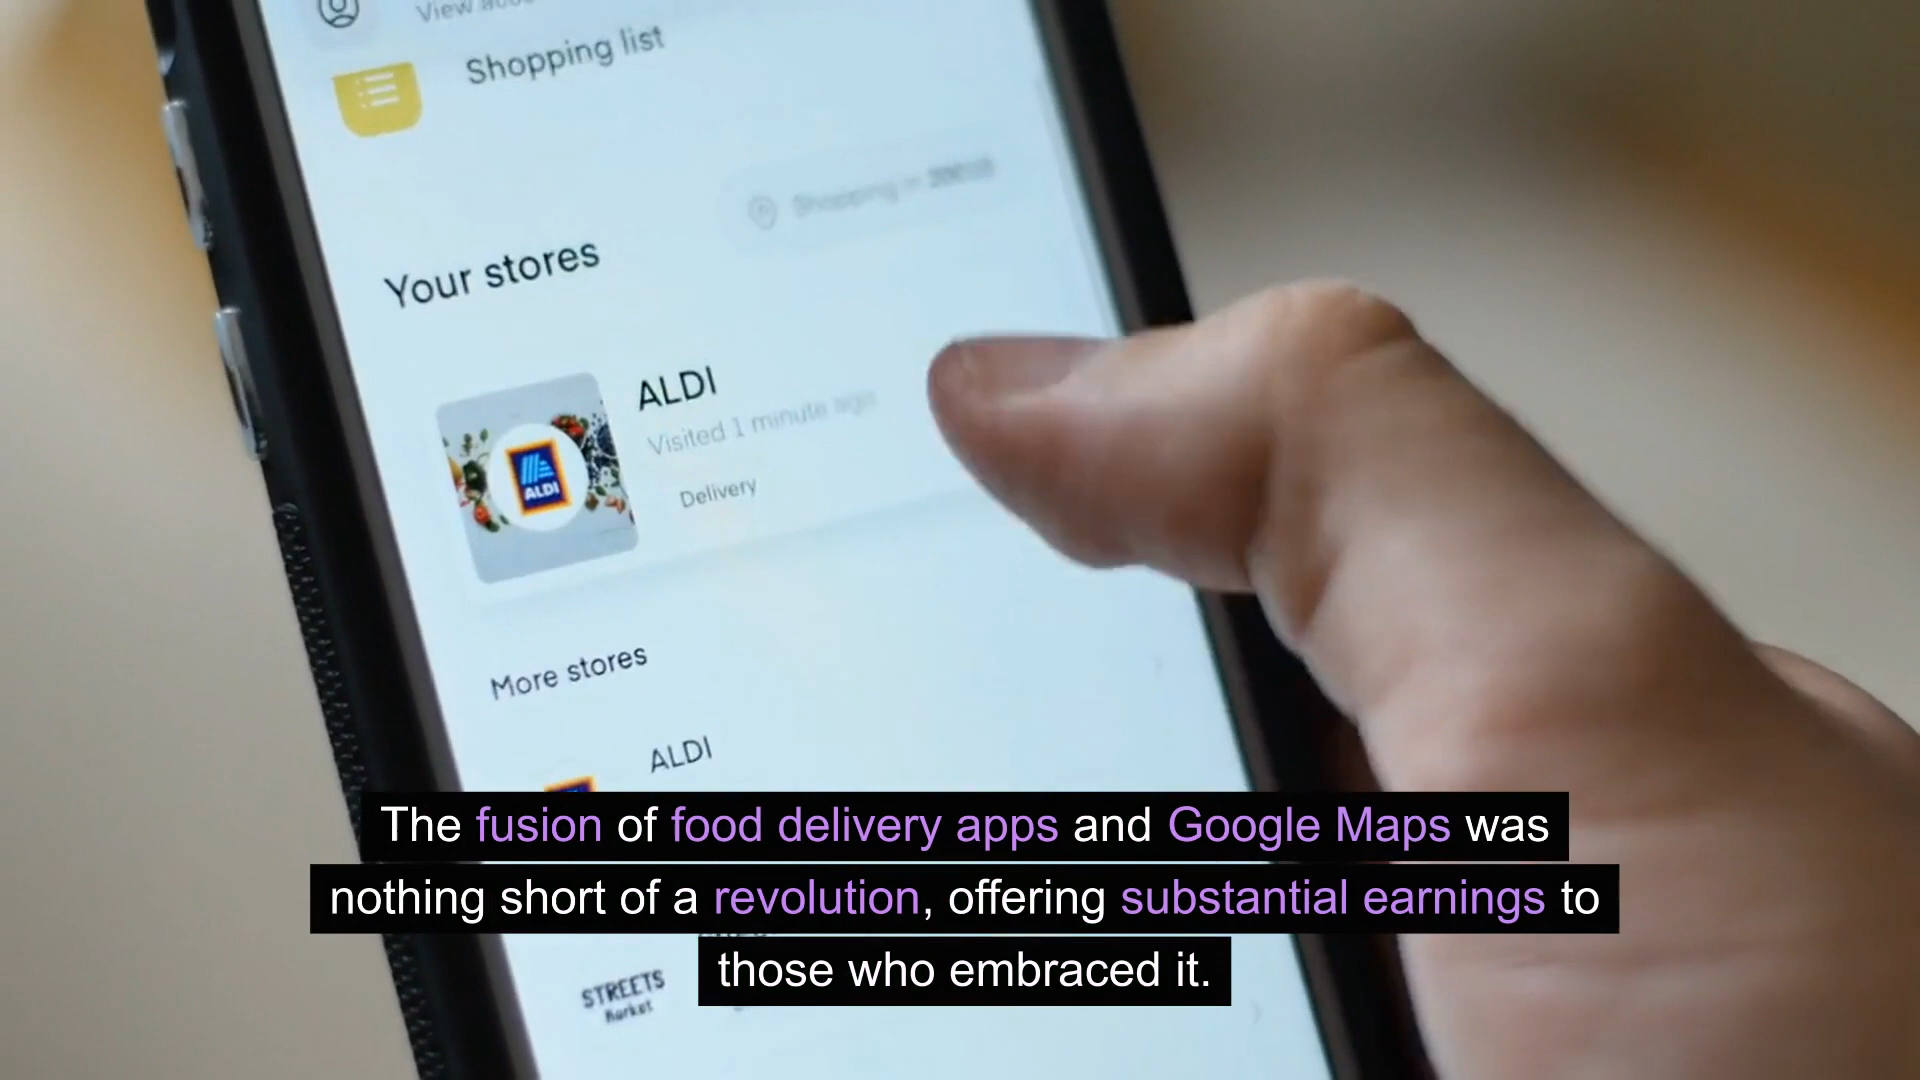 Shopping list
Your stores
ALDI
Visited 1 minute ago
ALDI
Delivery
More stores
ALDI
The fusion of food delivery apps and Google Maps was
nothing short of a revolution, offering substantial earnings to
those who embraced it.
STREETS
Market